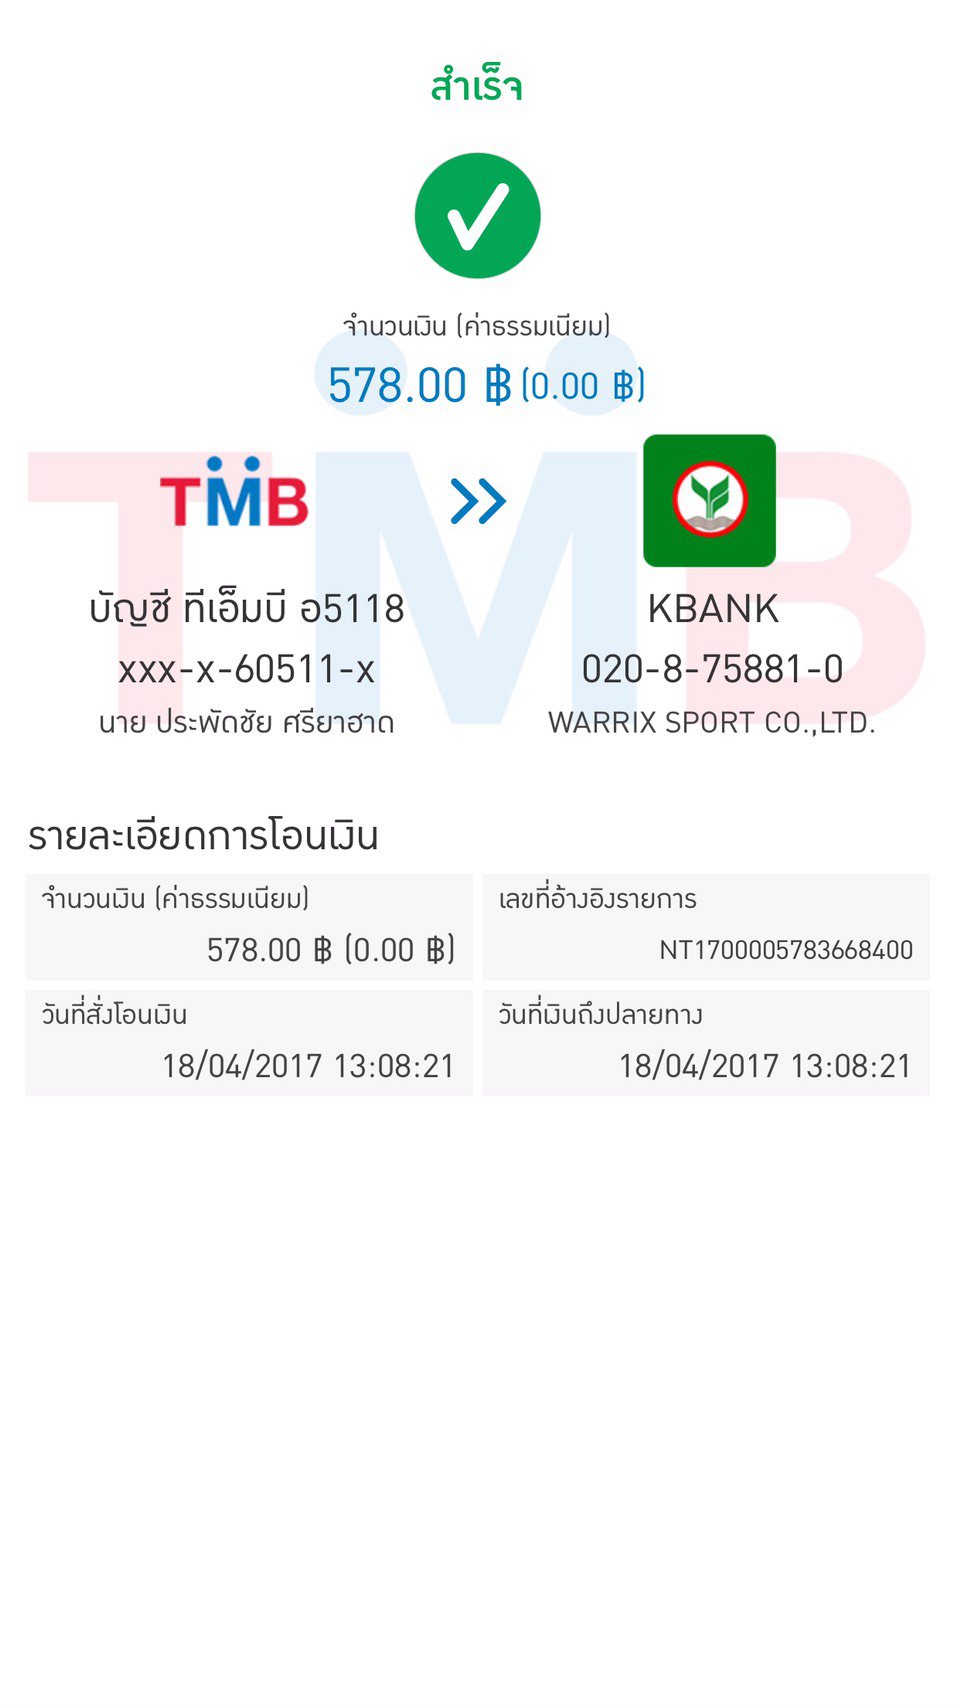 สำเร็จ
จำนวนเงิน (ค่าธรรมเนียม)
578.00 ฿ (0.00 ฿)
TMB
บัญชี ทีเอ็มบี อ5118
xxx-x-60511-x
นาย ประพัดชัย ศรียาฮาด
KBANK
020-8-75881-0
WARRIX SPORT CO.,LTD.
รายละเอียดการโอนเงิน
จำนวนเงิน (ค่าธรรมเนียม)
578.00 ฿ (0.00 ฿)
เลขที่อ้างอิงรายการ
NT1700005783668400
วันที่สั่งโอนเงิน
18/04/2017 13:08:21
วันที่เงินถึงปลายทาง
18/04/2017 13:08:21